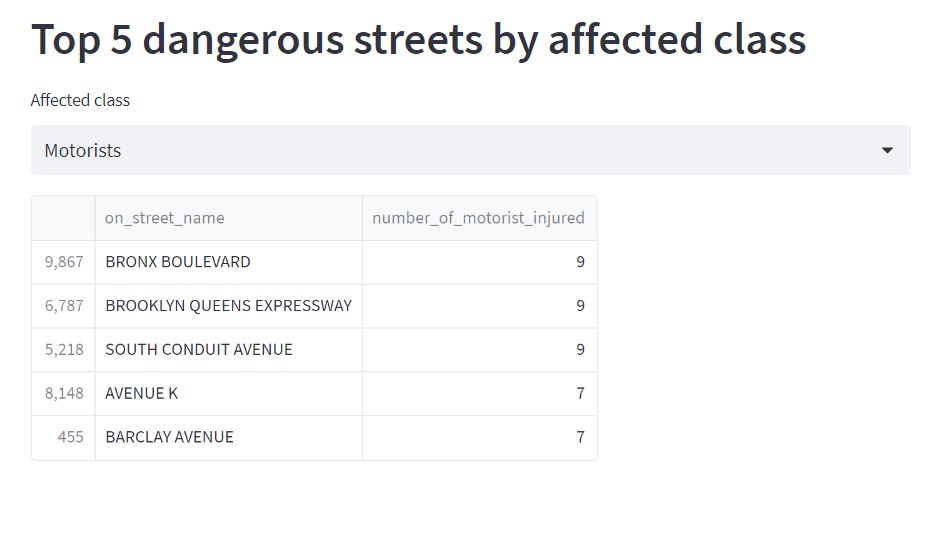 Top 5 dangerous streets by affected class
Affected class
Motorists
on_street_name number_of_motorist_injured
9,867 BRONX BOULEVARD 9
6,787 BROOKLYN QUEENS EXPRESSWAY 9
5,218 SOUTH CONDUIT AVENUE 9
8,148 AVENUE K 7
455 BARCLAY AVENUE 7